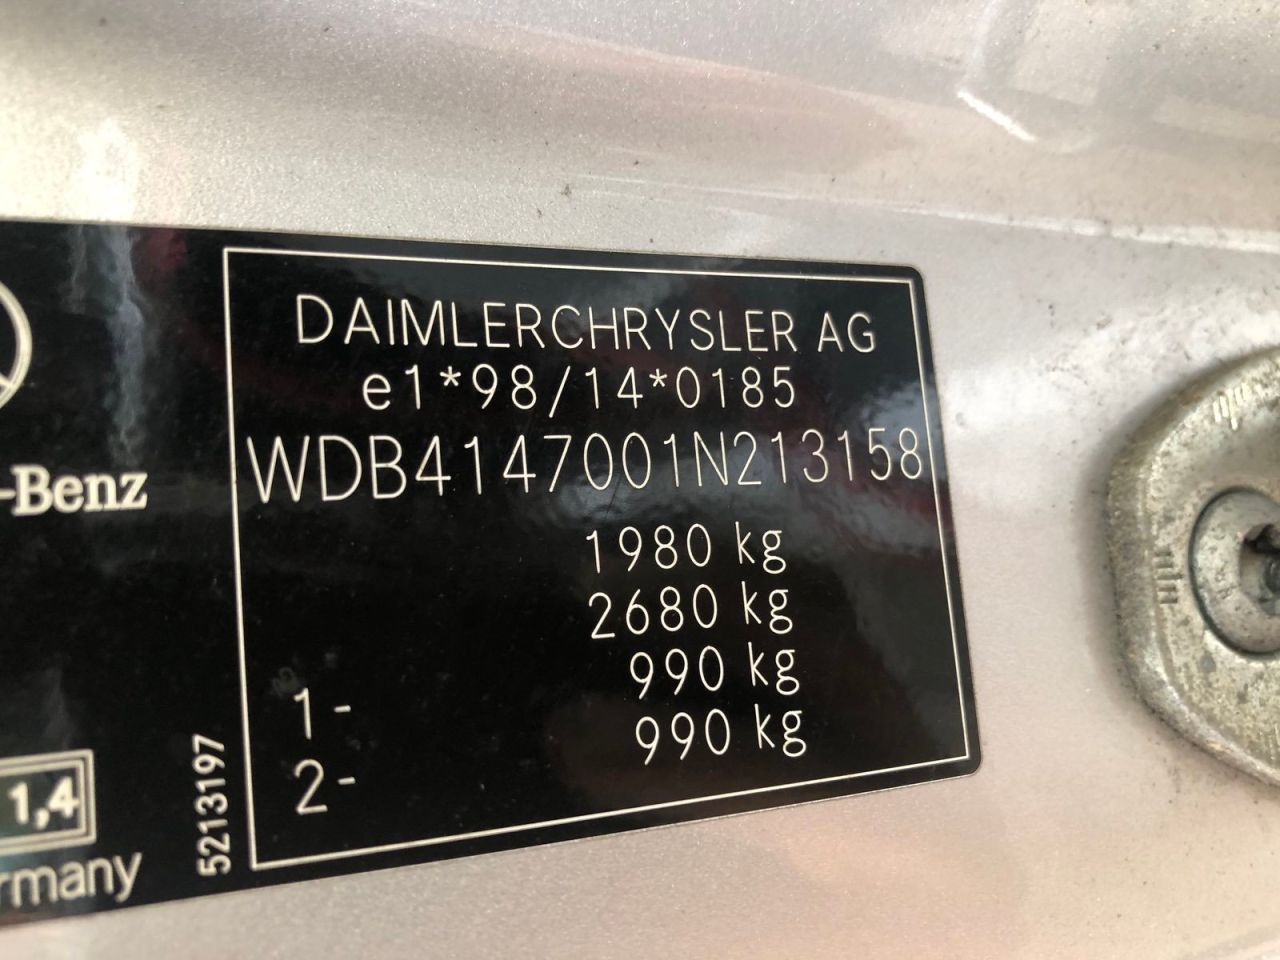 DAIMLERCHRYSLER AG
e1*98/14*0185
WDB4147001N213158
-Benz
1980 kg
2680 kg
1- 990 kg
2- 990 kg
1,4
5213197
rmany